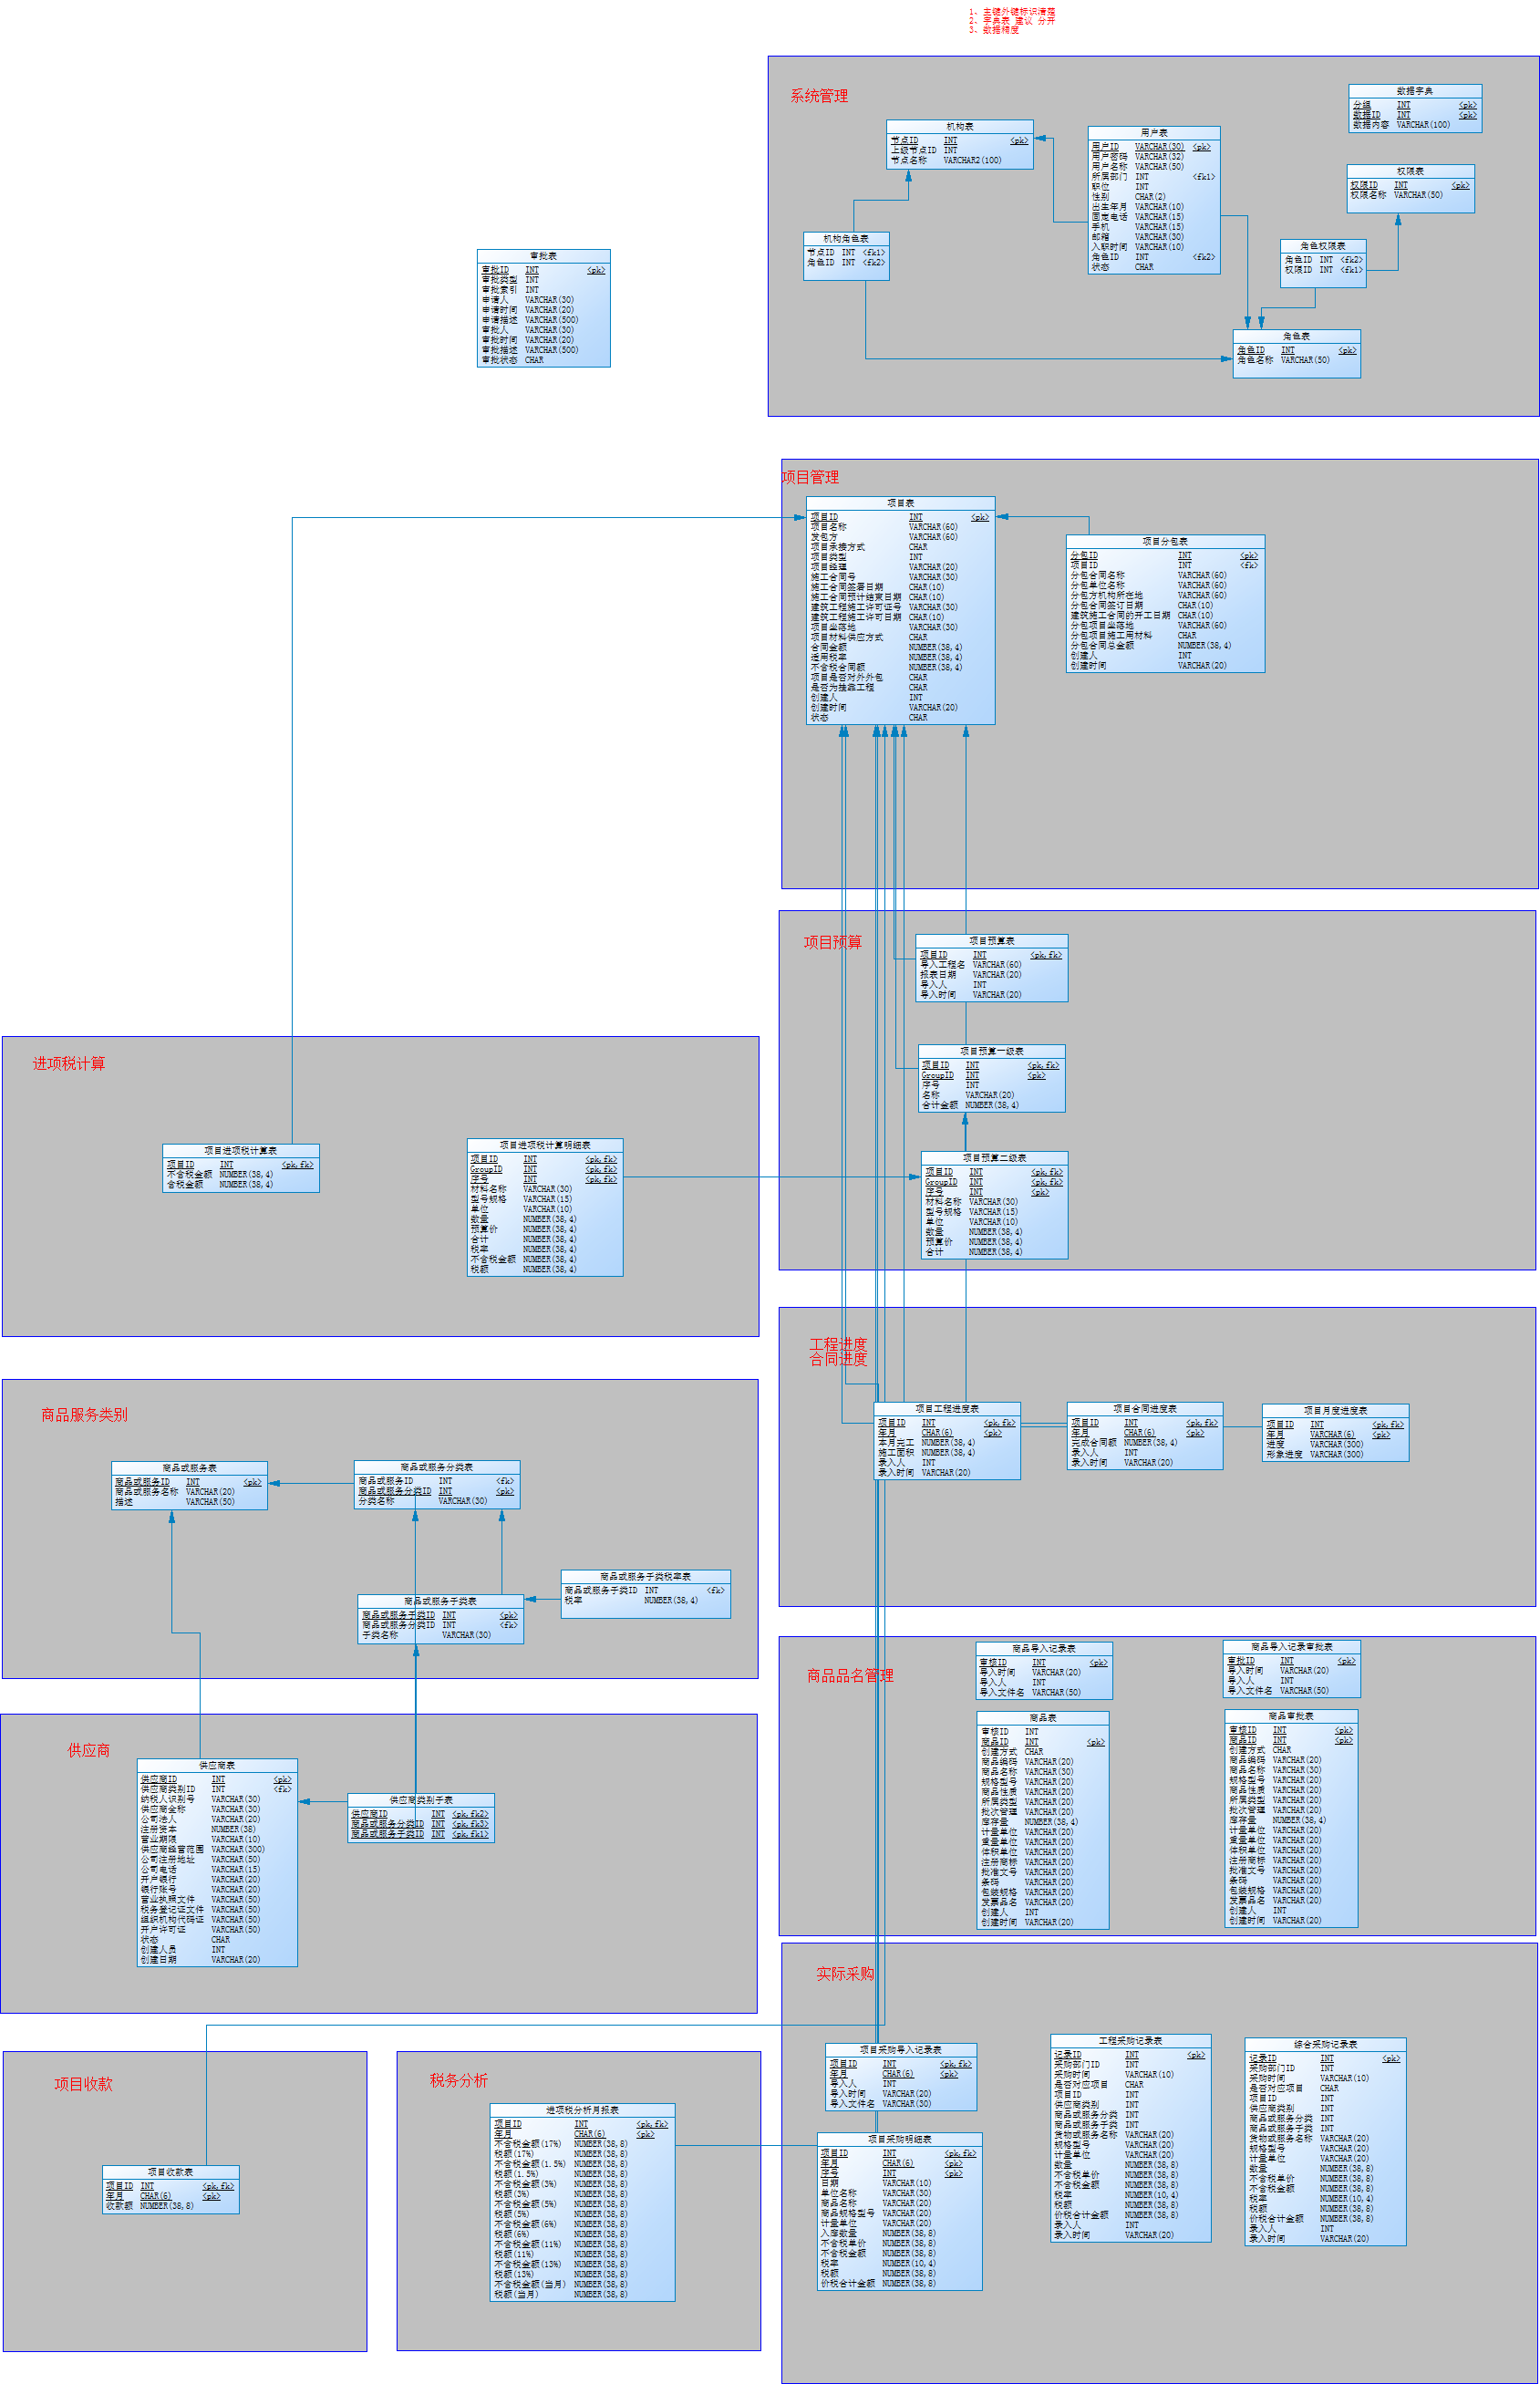 1、主键外键标识清楚
2、字典表 建议 分开
3、数据精度
系统管理
数据字典
分组 INT <pk>
数据ID INT <pk>
数据内容 VARCHAR(100)
机构表
节点ID INT <pk>
上级节点ID INT
节点名称 VARCHAR2(100)
用户表
用户ID VARCHAR(30) <pk>
用户密码 VARCHAR(32)
用户名称 VARCHAR(50)
所属部门 INT <fk1>
职位 INT
性别 CHAR(2)
出生年月 VARCHAR(10)
固定电话 VARCHAR(15)
手机 VARCHAR(15)
邮箱 VARCHAR(30)
入职时间 VARCHAR(10)
角色ID INT <fk2>
状态 CHAR
权限表
权限ID INT <pk>
权限名称 VARCHAR(50)
机构角色表
节点ID INT <fk1>
角色ID INT <fk2>
角色权限表
角色ID INT <fk2>
权限ID INT <fk1>
角色表
角色ID INT <pk>
角色名称 VARCHAR(50)
审批表
审批ID INT <pk>
审批类型 INT
审批索引 INT
申请人 VARCHAR(30)
申请时间 VARCHAR(20)
申请描述 VARCHAR(500)
审批人 VARCHAR(30)
审批时间 VARCHAR(20)
审批描述 VARCHAR(500)
审批状态 CHAR
项目管理
项目表
项目ID INT <pk>
项目名称 VARCHAR(60)
发包方 VARCHAR(60)
项目承接方式 CHAR
项目类型 INT
项目经理 VARCHAR(20)
施工合同号 VARCHAR(30)
施工合同签署日期 CHAR(10)
施工合同预计结束日期 CHAR(10)
建筑工程施工许可证号 VARCHAR(30)
建筑工程施工许可日期 CHAR(10)
项目坐落地 VARCHAR(30)
项目材料供应方式 CHAR
合同金额 NUMBER(38,4)
适用税率 NUMBER(38,4)
不含税合同额 NUMBER(38,4)
项目是否对外外包 CHAR
是否为挂靠工程 CHAR
创建人 INT
创建时间 VARCHAR(20)
状态 CHAR
项目分包表
分包ID INT <pk>
项目ID INT <fk>
分包合同名称 VARCHAR(60)
分包单位名称 VARCHAR(60)
分包方机构所在地 VARCHAR(60)
分包合同签订日期 CHAR(10)
建筑施工合同的开工日期 CHAR(10)
分包项目坐落地 VARCHAR(60)
分包项目施工用材料 CHAR
分包合同总金额 NUMBER(38,4)
创建人 INT
创建时间 VARCHAR(20)
项目预算
项目预算表
项目ID INT <pk,fk>
导入工程名 VARCHAR(60)
报表日期 VARCHAR(20)
导入人 INT
导入时间 VARCHAR(20)
项目预算一级表
项目ID INT <pk,fk>
GroupID INT <pk>
序号 INT
名称 VARCHAR(20)
合计金额 NUMBER(38,4)
项目预算二级表
项目ID INT <pk,fk>
GroupID INT <pk,fk>
序号 INT <pk>
材料名称 VARCHAR(30)
型号规格 VARCHAR(15)
单位 VARCHAR(10)
数量 NUMBER(38,4)
预算价 NUMBER(38,4)
合计 NUMBER(38,4)
进项税计算
项目进项税计算表
项目ID INT <pk,fk>
不含税金额 NUMBER(38,4)
含税金额 NUMBER(38,4)
项目进项税计算明细表
项目ID INT <pk,fk>
GroupID INT <pk,fk>
序号 INT <pk,fk>
材料名称 VARCHAR(30)
型号规格 VARCHAR(15)
单位 VARCHAR(10)
数量 NUMBER(38,4)
预算价 NUMBER(38,4)
合计 NUMBER(38,4)
税率 NUMBER(38,4)
不含税金额 NUMBER(38,4)
税额 NUMBER(38,4)
工程进度
合同进度
项目工程进度表
项目ID INT <pk,fk>
年月 CHAR(6) <pk>
本月完工 NUMBER(38,4)
施工面积 NUMBER(38,4)
录入人 INT
录入时间 VARCHAR(20)
项目合同进度表
项目ID INT <pk,fk>
年月 CHAR(6) <pk>
完成合同额 NUMBER(38,4)
录入人 INT
录入时间 VARCHAR(20)
项目月度进度表
项目ID INT <pk,fk>
年月 VARCHAR(6) <pk>
进度 VARCHAR(300)
形象进度 VARCHAR(300)
商品服务类别
商品或服务表
商品或服务ID INT <pk>
商品或服务名称 VARCHAR(20)
描述 VARCHAR(50)
商品或服务分类表
商品或服务ID INT <fk>
商品或服务分类ID INT <pk>
分类名称 VARCHAR(30)
商品或服务子类税率表
商品或服务子类ID INT <fk>
税率 NUMBER(38,4)
商品或服务子类表
商品或服务子类ID INT <pk>
商品或服务分类ID INT <fk>
子类名称 VARCHAR(30)
商品品名管理
商品导入记录表
审核ID INT <pk>
导入时间 VARCHAR(20)
导入人 INT
导入文件名 VARCHAR(50)
商品导入记录审批表
审批ID INT <pk>
导入时间 VARCHAR(20)
导入人 INT
导入文件名 VARCHAR(50)
商品表
审核ID INT
商品ID INT <pk>
创建方式 CHAR
商品编码 VARCHAR(20)
商品名称 VARCHAR(30)
规格型号 VARCHAR(20)
商品性质 VARCHAR(20)
所属类型 VARCHAR(20)
批次管理 VARCHAR(20)
库存量 NUMBER(38,4)
计量单位 VARCHAR(20)
重量单位 VARCHAR(20)
体积单位 VARCHAR(20)
注册商标 VARCHAR(20)
批准文号 VARCHAR(20)
条码 VARCHAR(20)
包装规格 VARCHAR(20)
发票品名 VARCHAR(20)
创建人 INT
创建时间 VARCHAR(20)
商品审批表
审核ID INT <pk>
商品ID INT <pk>
创建方式 CHAR
商品编码 VARCHAR(20)
商品名称 VARCHAR(30)
规格型号 VARCHAR(20)
商品性质 VARCHAR(20)
所属类型 VARCHAR(20)
批次管理 VARCHAR(20)
库存量 NUMBER(38,4)
计量单位 VARCHAR(20)
重量单位 VARCHAR(20)
体积单位 VARCHAR(20)
注册商标 VARCHAR(20)
批准文号 VARCHAR(20)
条码 VARCHAR(20)
包装规格 VARCHAR(20)
发票品名 VARCHAR(20)
创建人 INT
创建时间 VARCHAR(20)
供应商
供应商表
供应商ID INT <pk>
供应商类别ID INT <fk>
纳税人识别号 VARCHAR(30)
供应商全称 VARCHAR(30)
公司法人 VARCHAR(20)
注册资本 NUMBER(38)
营业期限 VARCHAR(10)
供应商经营范围 VARCHAR(300)
公司注册地址 VARCHAR(50)
公司电话 VARCHAR(15)
开户银行 VARCHAR(20)
银行账号 VARCHAR(20)
营业执照文件 VARCHAR(50)
税务登记证文件 VARCHAR(50)
组织机构代码证 VARCHAR(50)
开户许可证 VARCHAR(50)
状态 CHAR
创建人员 INT
创建日期 VARCHAR(20)
供应商类别子表
供应商ID INT <pk,fk2>
商品或服务分类ID INT <pk,fk3>
商品或服务子类ID INT <pk,fk1>
实际采购
项目采购导入记录表
项目ID INT <pk,fk>
年月 CHAR(6) <pk>
导入人 INT
导入时间 VARCHAR(20)
导入文件名 VARCHAR(30)
项目采购明细表
项目ID INT <pk,fk>
年月 CHAR(6) <pk>
序号 INT <pk>
日期 VARCHAR(10)
单位名称 VARCHAR(30)
商品名称 VARCHAR(20)
商品规格型号 VARCHAR(20)
计量单位 VARCHAR(20)
入库数量 NUMBER(38,8)
不含税单价 NUMBER(38,8)
不含税金额 NUMBER(38,8)
税率 NUMBER(10,4)
税额 NUMBER(38,8)
价税合计金额 NUMBER(38,8)
工程采购记录表
记录ID INT <pk>
采购部门ID INT
采购时间 VARCHAR(10)
是否对应项目 CHAR
项目ID INT
供应商类别 INT
商品或服务分类 INT
商品或服务子类 INT
货物或服务名称 VARCHAR(20)
规格型号 VARCHAR(20)
计量单位 VARCHAR(20)
数量 NUMBER(38,8)
不含税单价 NUMBER(38,8)
不含税金额 NUMBER(38,8)
税率 NUMBER(10,4)
税额 NUMBER(38,8)
价税合计金额 NUMBER(38,8)
录入人 INT
录入时间 VARCHAR(20)
综合采购记录表
记录ID INT <pk>
采购部门ID INT
采购时间 VARCHAR(10)
是否对应项目 CHAR
项目ID INT
供应商类别 INT
商品或服务分类 INT
商品或服务子类 INT
货物或服务名称 VARCHAR(20)
规格型号 VARCHAR(20)
计量单位 VARCHAR(20)
数量 NUMBER(38,8)
不含税单价 NUMBER(38,8)
不含税金额 NUMBER(38,8)
税率 NUMBER(10,4)
税额 NUMBER(38,8)
价税合计金额 NUMBER(38,8)
录入人 INT
录入时间 VARCHAR(20)
项目收款
项目收款表
项目ID INT <pk,fk>
年月 CHAR(6) <pk>
收款额 NUMBER(38,8)
税务分析
进项税分析月报表
项目ID INT <pk,fk>
年月 CHAR(6) <pk>
不含税金额(17%) NUMBER(38,8)
税额(17%) NUMBER(38,8)
不含税金额(1.5%) NUMBER(38,8)
税额(1.5%) NUMBER(38,8)
不含税金额(3%) NUMBER(38,8)
税额(3%) NUMBER(38,8)
不含税金额(5%) NUMBER(38,8)
税额(5%) NUMBER(38,8)
不含税金额(6%) NUMBER(38,8)
税额(6%) NUMBER(38,8)
不含税金额(11%) NUMBER(38,8)
税额(11%) NUMBER(38,8)
不含税金额(13%) NUMBER(38,8)
税额(13%) NUMBER(38,8)
不含税金额(当月) NUMBER(38,8)
税额(当月) NUMBER(38,8)